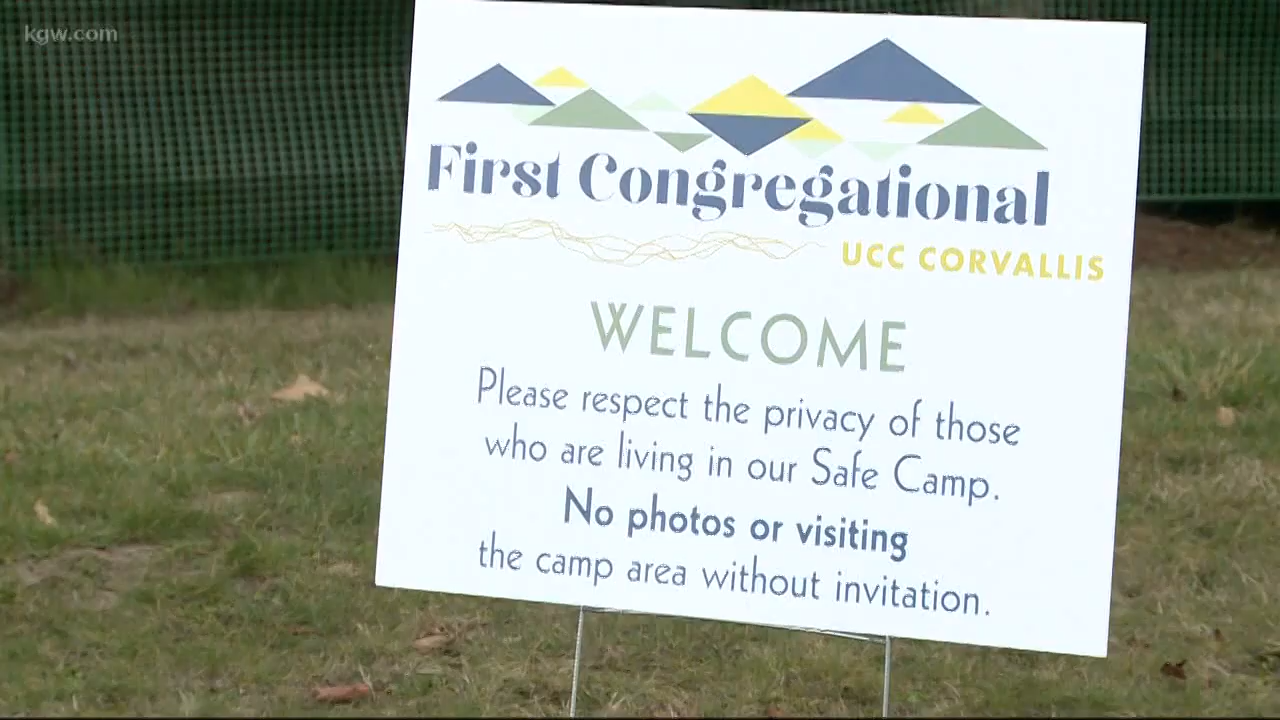 kgw.com
First Congregational
UCC CORVALLIS
WELCOME
Please respect the privacy of those
who are living in our Safe Camp.
No photos or visiting
the camp area without invitation.